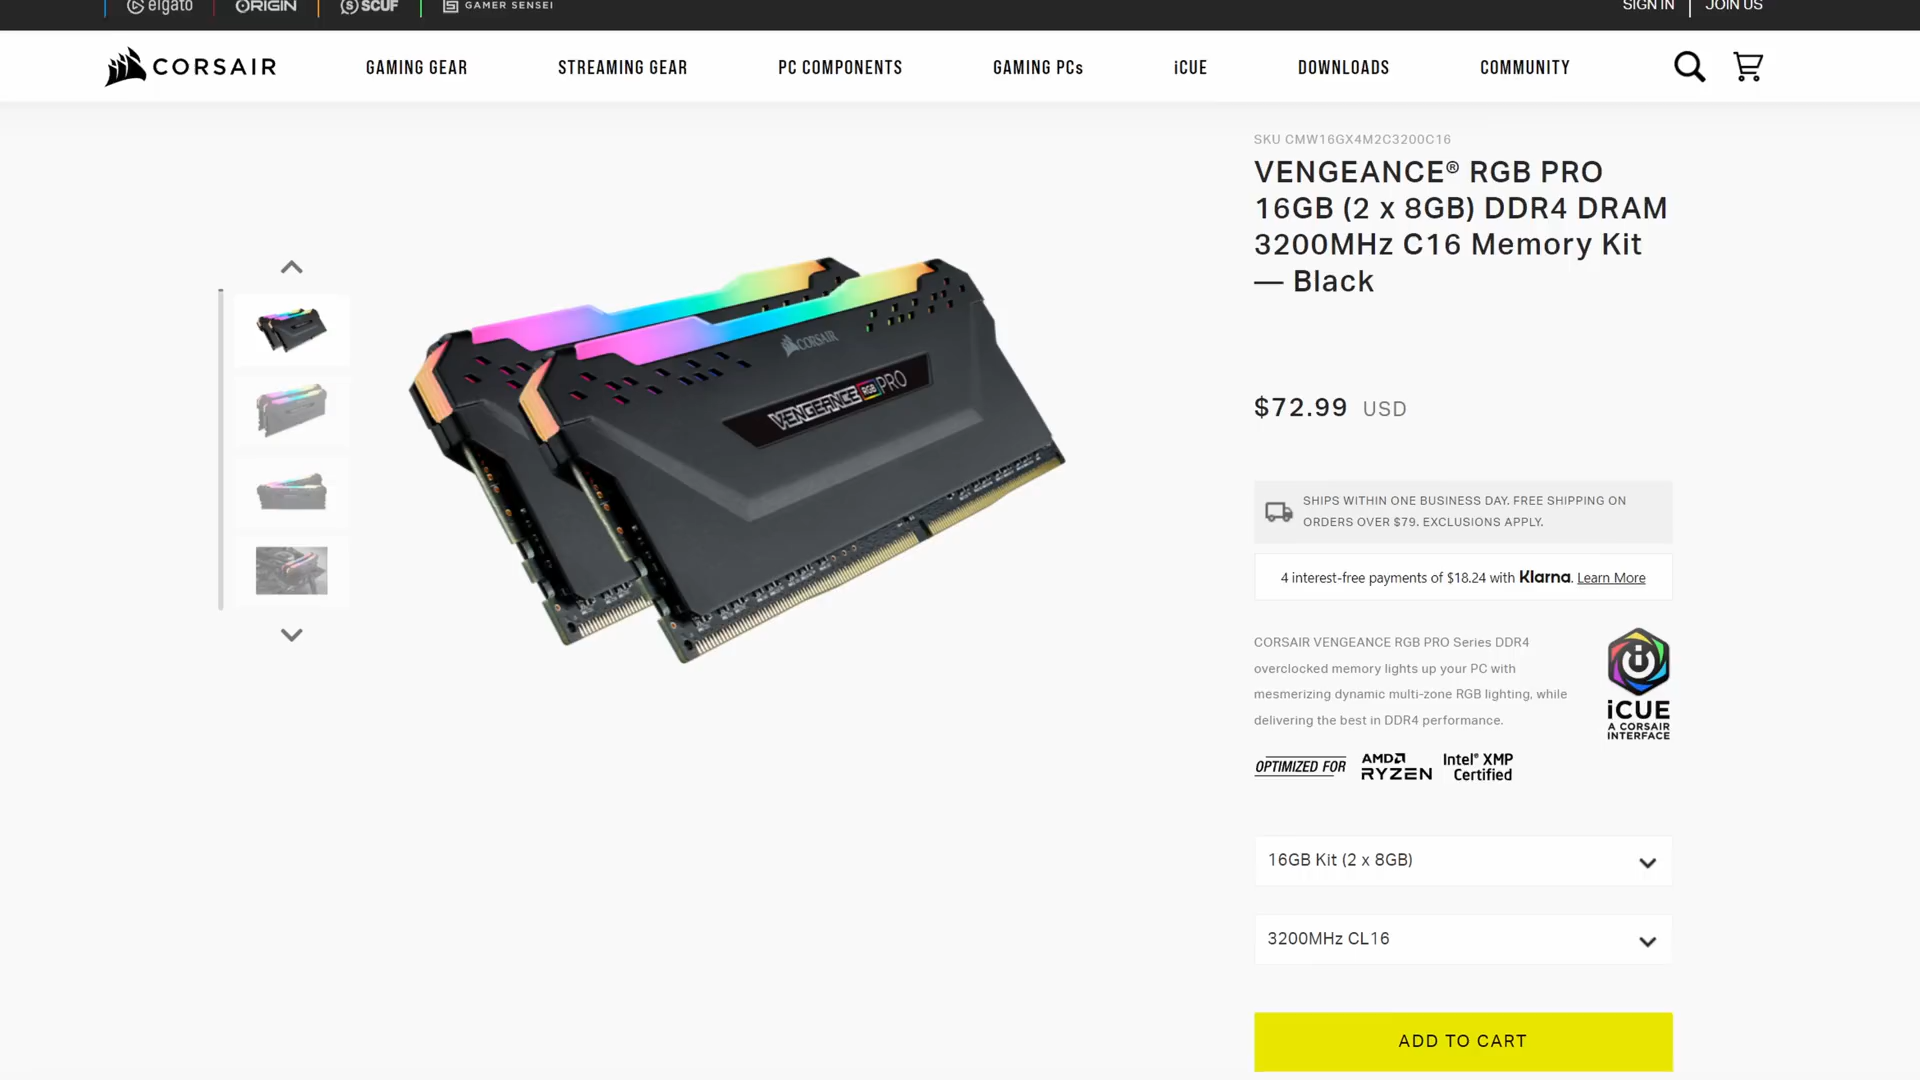 elgato ORIGIN SCUF GAMER SENSEI SIGN IN JOIN US
CORSAIR GAMING GEAR STREAMING GEAR PC COMPONENTS GAMING PCs iCUE DOWNLOADS COMMUNITY
SKU CMW16GX4M2C3200C16
VENGEANCE® RGB PRO
16GB (2 x 8GB) DDR4 DRAM
3200MHz C16 Memory Kit
— Black
CORSAIR
VENGEANCE RGB PRO
$72.99 USD
SHIPS WITHIN ONE BUSINESS DAY. FREE SHIPPING ON
ORDERS OVER $79. EXCLUSIONS APPLY.
4 interest-free payments of $18.24 with Klarna. Learn More
CORSAIR VENGEANCE RGB PRO Series DDR4
overclocked memory lights up your PC with
mesmerizing dynamic multi-zone RGB lighting, while
delivering the best in DDR4 performance.
iCUE
A CORSAIR
INTERFACE
OPTIMIZED FOR
AMD
RYZEN
Intel® XMP
Certified
16GB Kit (2 x 8GB)
3200MHz CL16
ADD TO CART